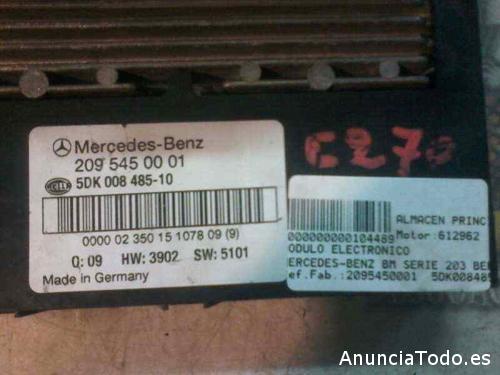 Mercedes-Benz
209 545 00 01
HELLA 5DK 008 485-10
0000 02 350 15 1078 09 (9)
Q: 09 HW: 3902 SW: 5101
Made in Germany
C270
ALMACEN PRINC
000000000104489 Motor:612962
ODULO ELECTRONICO
ERCEDES-BENZ BM SERIE 203 BER
ef.Fab.:2095450001 5DK00848
AnunciaTodo.es